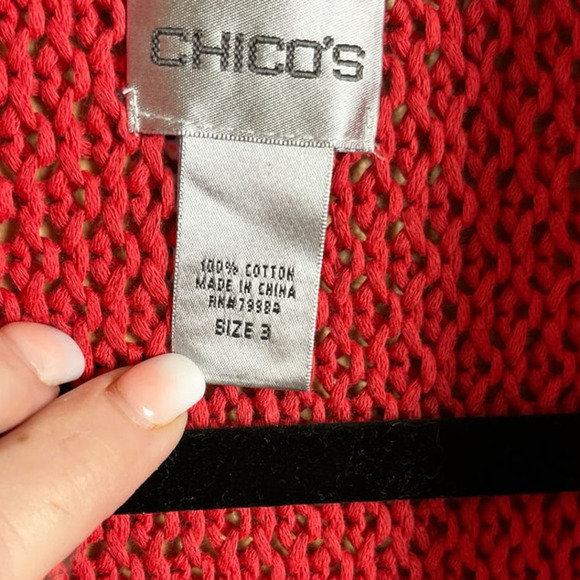 CHICO'S
100% COTTON
MADE IN CHINA
RN#79984
SIZE 3